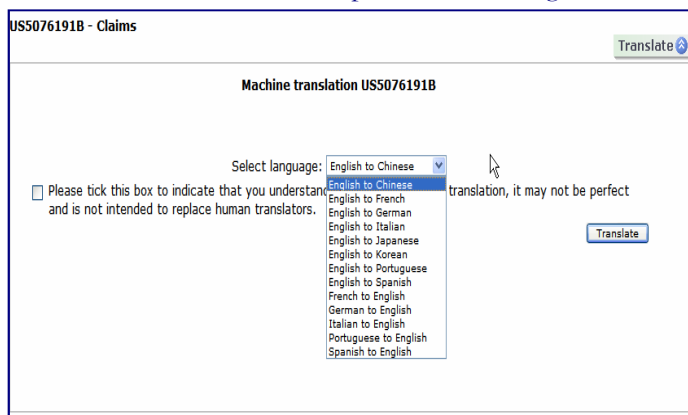 US5076191B - Claims
Translate
Machine translation US5076191B
Select language: English to Chinese
Please tick this box to indicate that you understand translation, it may not be perfect
and is not intended to replace human translators.
English to Chinese
English to French
English to German
English to Italian
English to Japanese
English to Korean
English to Portuguese
English to Spanish
French to English
German to English
Italian to English
Portuguese to English
Spanish to English
Translate